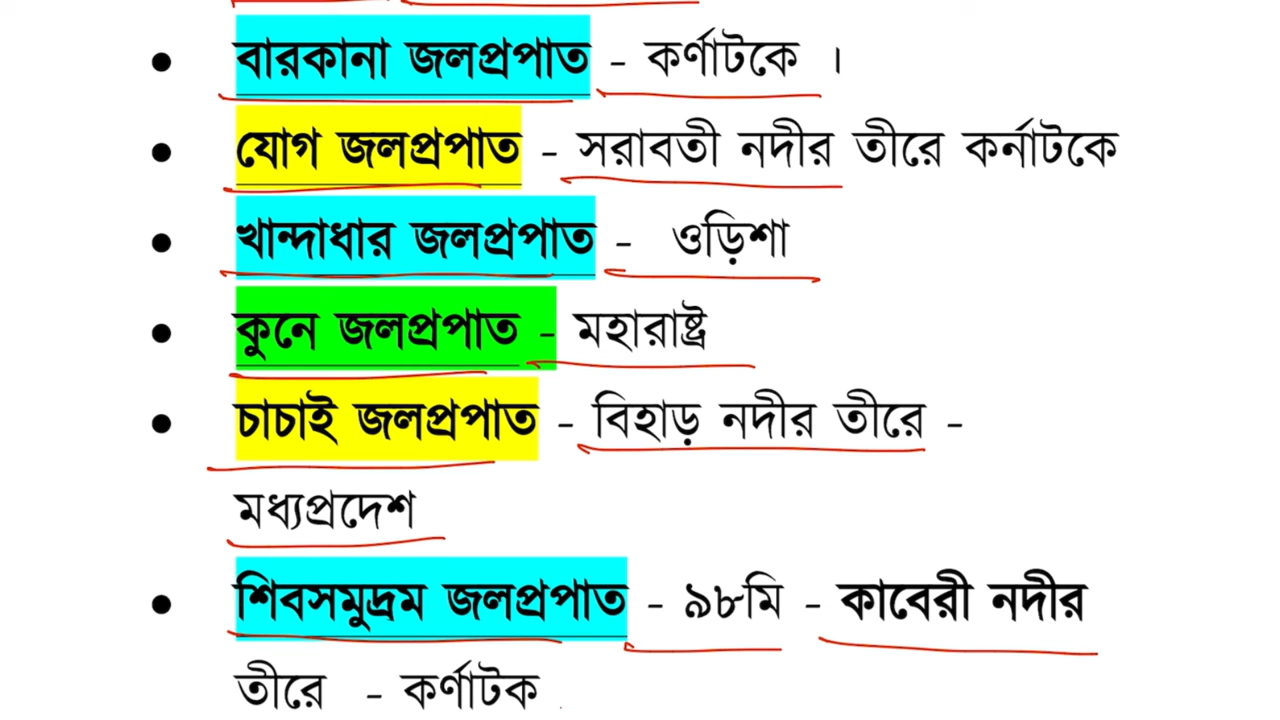 • বারকানা জলপ্রপাত - কর্ণাটকে ।
• যোগ জলপ্রপাত - সরাবতী নদীর তীরে কর্নাটকে
• খান্দাধার জলপ্রপাত - ওড়িশা
• কুনে জলপ্রপাত - মহারাষ্ট্র
• চাচাই জলপ্রপাত - বিহাড় নদীর তীরে -
মধ্যপ্রদেশ
• শিবসমুদ্রম জলপ্রপাত - ৯৮মি - কাবেরী নদীর
তীরে - কর্ণাটক